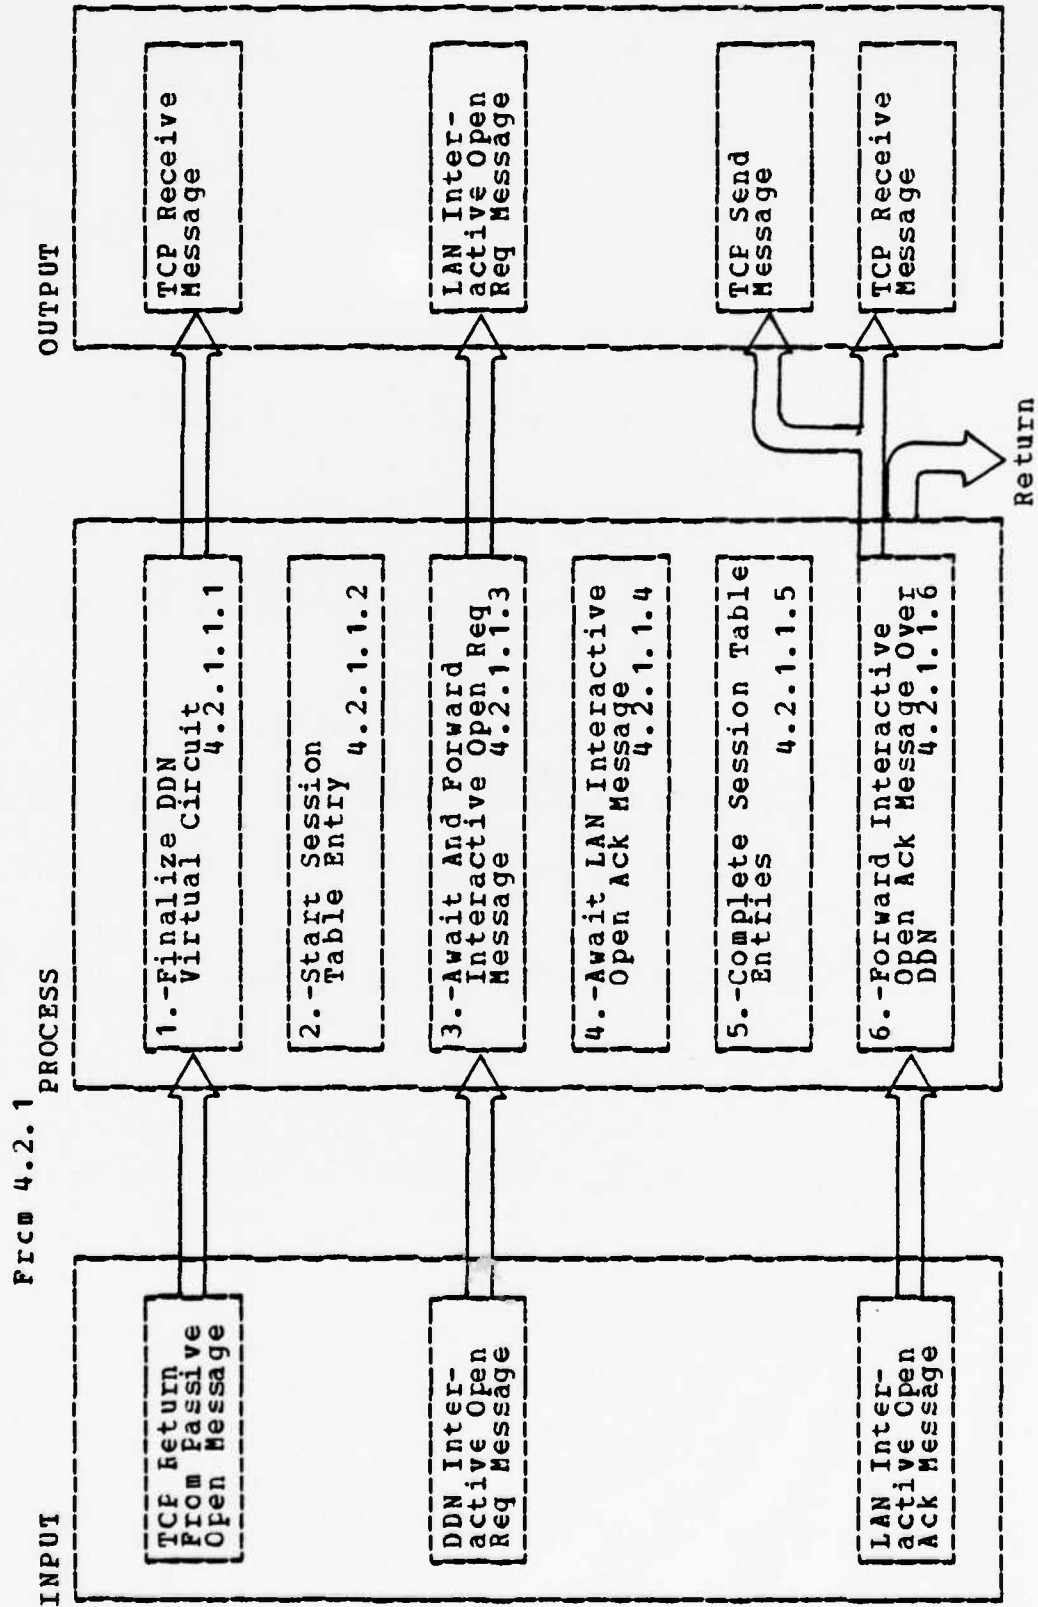 Frcm 4.2.1
INPUT
PROCESS
OUTPUT
TCP Return
From Passive
Open Message
DDN Inter-
active Open
Req Message
LAN Inter-
active Open
Ack Message
1.-Finalize DDN
Virtual Circuit
4.2.1.1.1
2.-Start Session
Table Entry
4.2.1.1.2
3.-Await And Forward
Interactive Open Req
Message 4.2.1.1.3
4.-Await LAN Interactive
Open Ack Message
4.2.1.1.4
5.-Complete Session Table
Entries
4.2.1.1.5
6.-Forward Interactive
Open Ack Message Over
DDN 4.2.1.1.6
TCP Receive
Message
LAN Inter-
active Open
Req Message
TCP Send
Message
TCP Receive
Message
Return